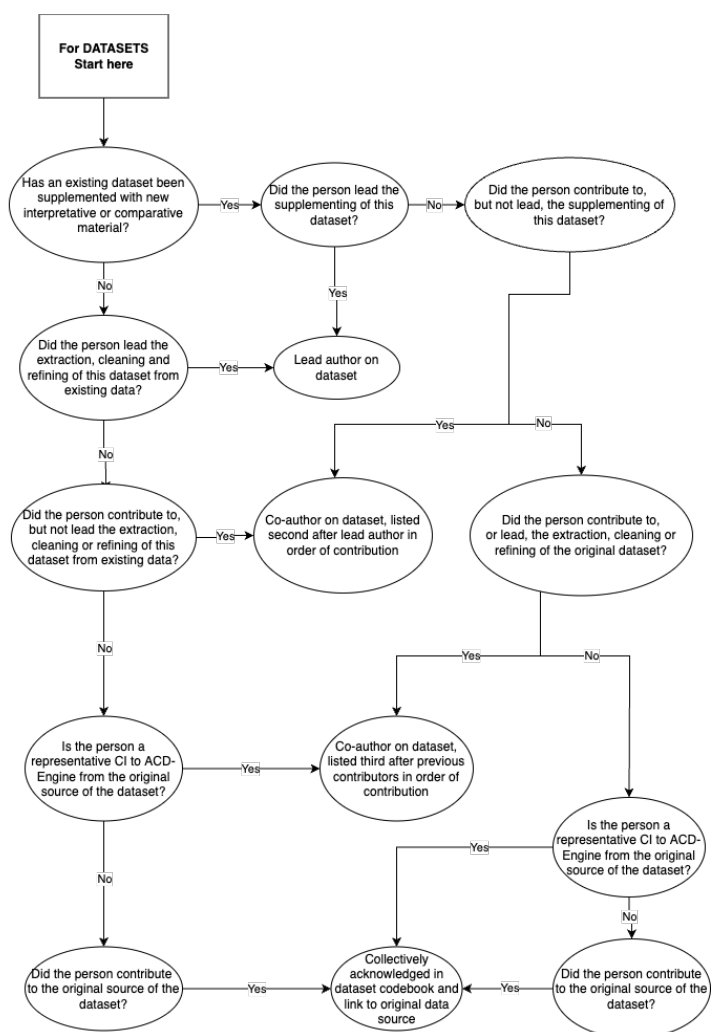 For DATASETS
Start here
Has an existing dataset been
supplemented with new
interpretative or comparative
material?
Yes
Did the person lead the
supplementing of this
dataset?
No
Did the person contribute to,
but not lead, the supplementing of
this dataset?
No
Yes
Did the person lead the
extraction, cleaning and
refining of this dataset from
existing data?
Yes
Lead author on
dataset
Yes
No
No
Did the person contribute to,
but not lead the extraction,
cleaning or refining of this
dataset from existing data?
Yes
Co-author on dataset, listed
second after lead author in
order of contribution
Did the person contribute to,
or lead, the extraction, cleaning or
refining of the original dataset?
No
Yes
No
Is the person a
representative CI to ACD-
Engine from the original
source of the dataset?
Yes
Co-author on dataset,
listed third after previous
contributors in order of
contribution
Is the person a
representative CI to ACD-
Engine from the original
source of the dataset?
Yes
No
No
Did the person contribute
to the original source of the
dataset?
Yes
Collectively
acknowledged in
dataset codebook and
link to original data
source
Yes
Did the person contribute
to the original source of the
dataset?